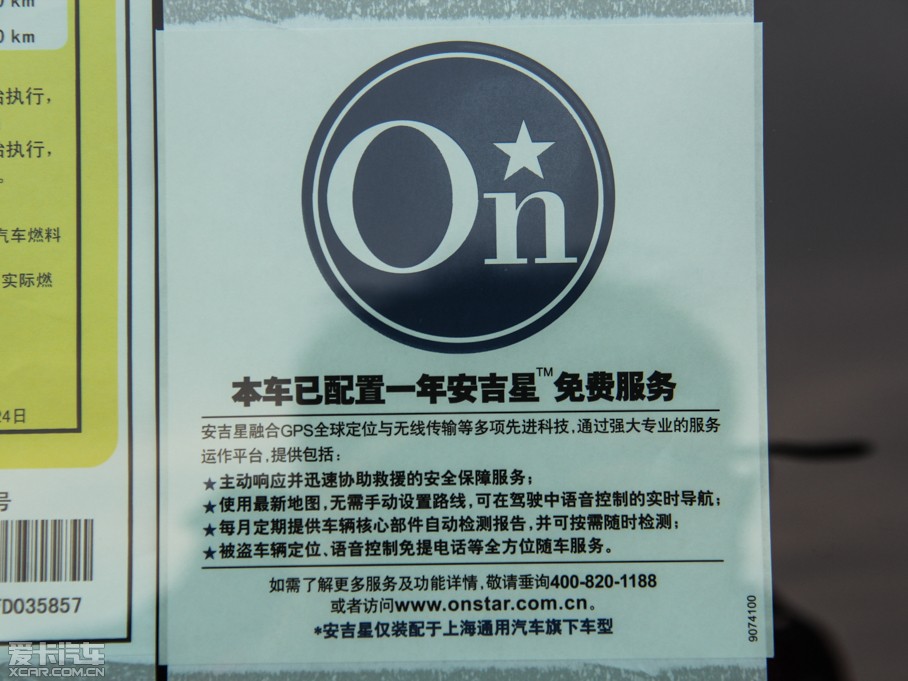 km
0 km
台执行，
台执行，
汽车燃料
实际燃
24日
号
TD035857
On
本车已配置一年安吉星™免费服务
安吉星融合GPS全球定位与无线传输等多项先进科技，通过强大专业的服务
运作平台，提供包括：
★主动响应并迅速协助救援的安全保障服务；
★使用最新地图，无需手动设置路线，可在驾驶中语音控制的实时导航；
★每月定期提供车辆核心部件自动检测报告，并可按需随时检测；
★被盗车辆定位、语音控制免提电话等全方位随车服务。
如需了解更多服务及功能详情，敬请垂询400-820-1188
或者访问www.onstar.com.cn。
*安吉星仅装配于上海通用汽车旗下车型
9074100
爱卡汽车
XCAR.COM.CN